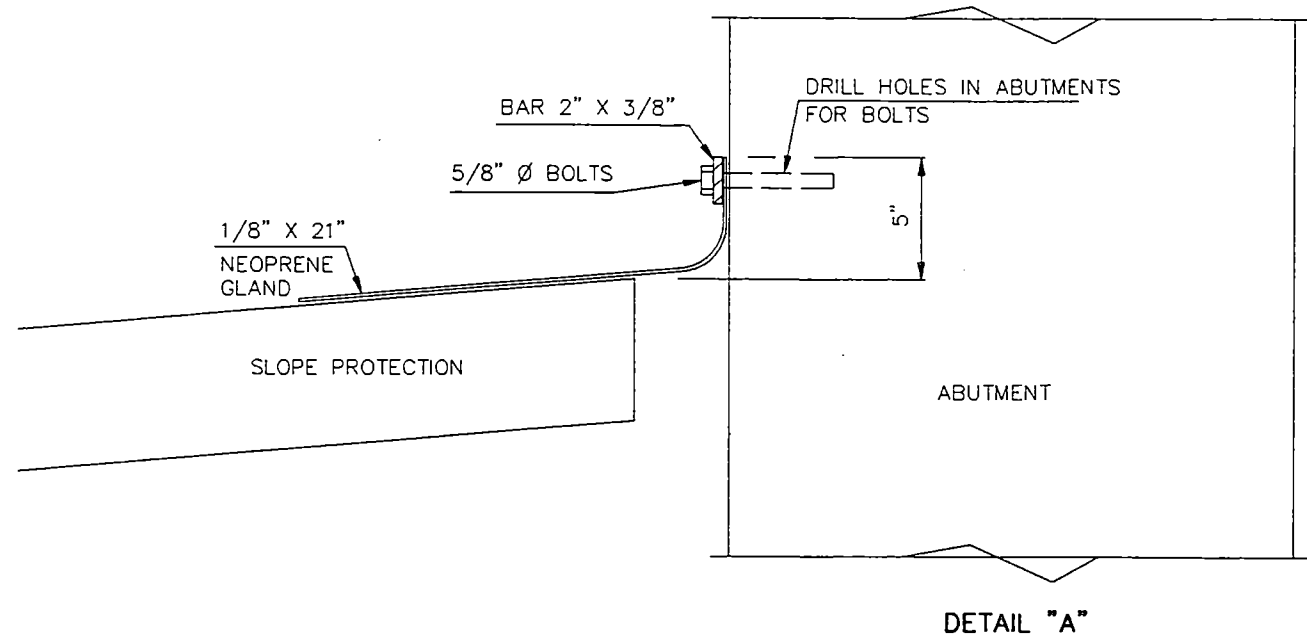 DRILL HOLES IN ABUTMENTS
FOR BOLTS
BAR 2" X 3/8"
5/8" Ø BOLTS
5"
1/8" X 21"
NEOPRENE
GLAND
SLOPE PROTECTION
ABUTMENT
DETAIL "A"